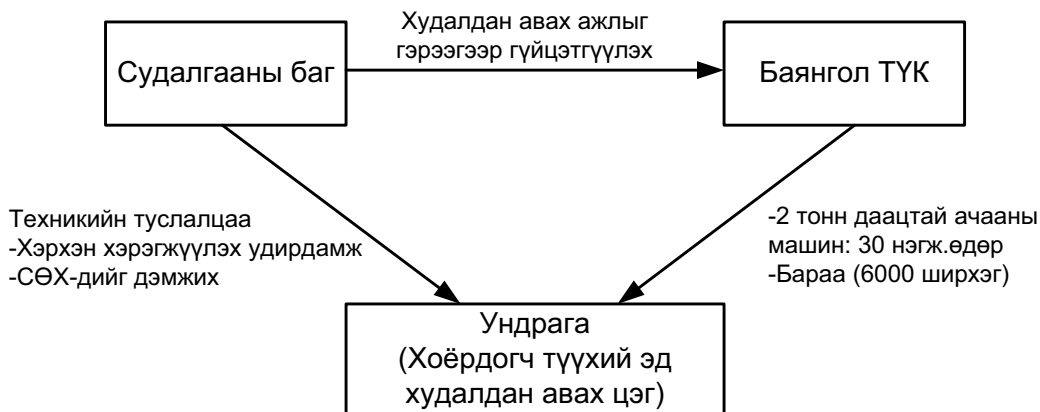 Худалдан авах ажлыг
гэрээгээр гүйцэтгүүлэх
Судалгааны баг
Баянгол ТҮК
Техникийн туслалцаа
-Хэрхэн хэрэгжүүлэх удирдамж
-СӨХ-дийг дэмжих
-2 тонн даацтай ачааны
машин: 30 нэгж.өдөр
-Бараа (6000 ширхэг)
Ундрага
(Хоёрдогч түүхий эд
худалдан авах цэг)